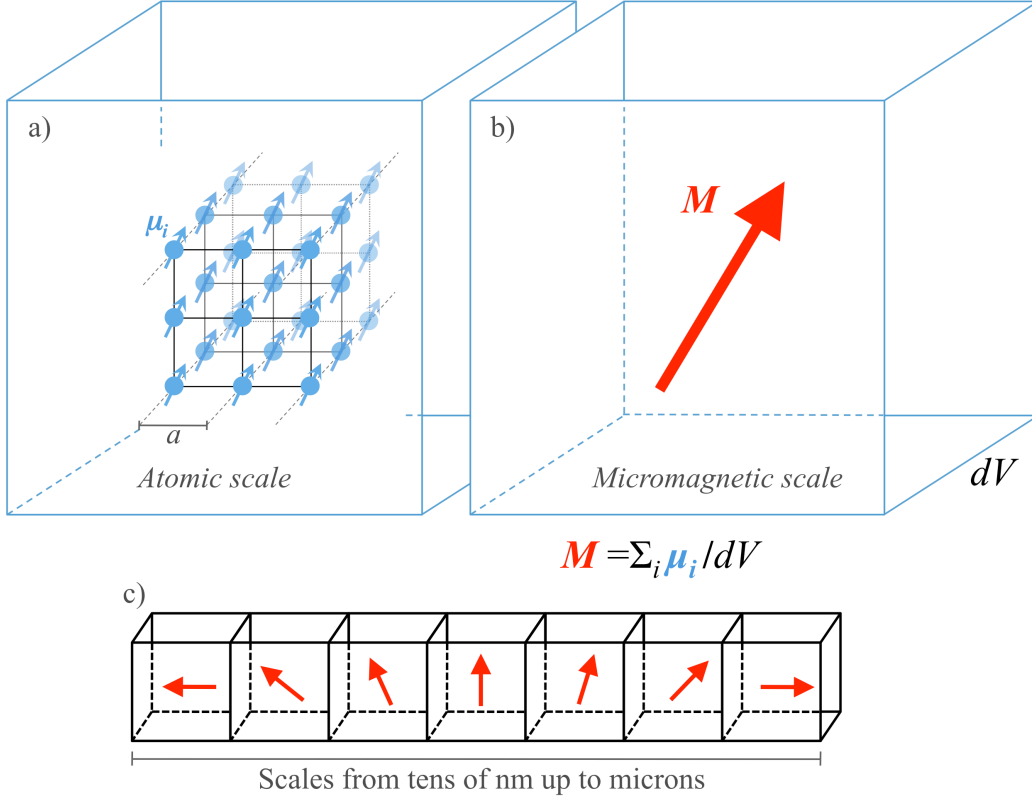 a)
b)
μi
M
a
Atomic scale
Micromagnetic scale
dV
M =Σi μi /dV
c)
Scales from tens of nm up to microns